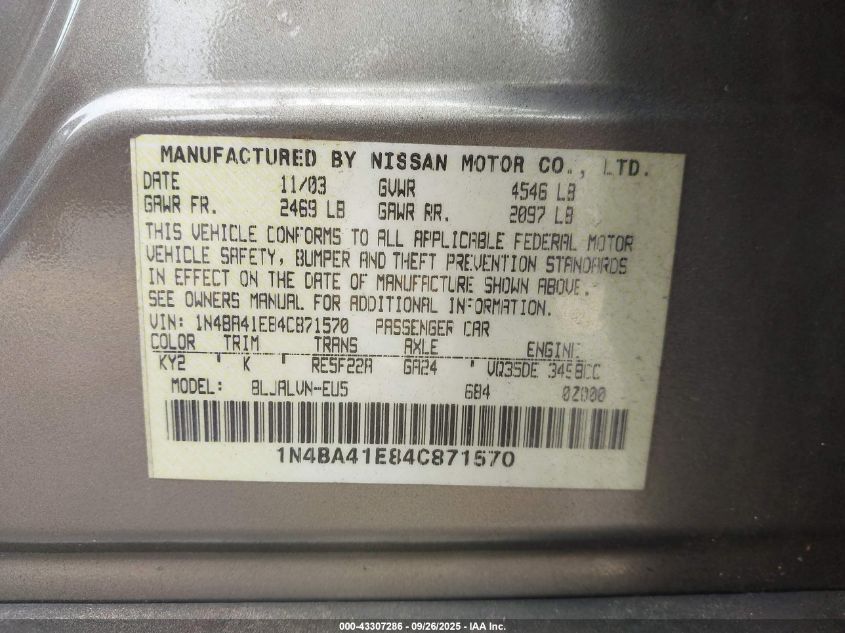 MANUFACTURED BY NISSAN MOTOR CO., LTD.
DATE 11/03 GVWR 4546 LB
GAWR FR. 2469 LB GAWR RR. 2097 LB
THIS VEHICLE CONFORMS TO ALL APPLICABLE FEDERAL MOTOR
VEHICLE SAFETY, BUMPER AND THEFT PREVENTION STANDARDS
IN EFFECT ON THE DATE OF MANUFACTURE SHOWN ABOVE.
SEE OWNERS MANUAL FOR ADDITIONAL INFORMATION.
VIN: 1N4BA41E84C871570 PASSENGER CAR
COLOR TRIM TRANS AXLE ENGINE
KY2 ' K ' RE5F22A GA24 ' VQ35DE 3498CC
MODEL: BLJALVN-EU5 6B4 0Z000
1N4BA41E84C871570
000-43307286 - 09/26/2025 - IAA Inc.